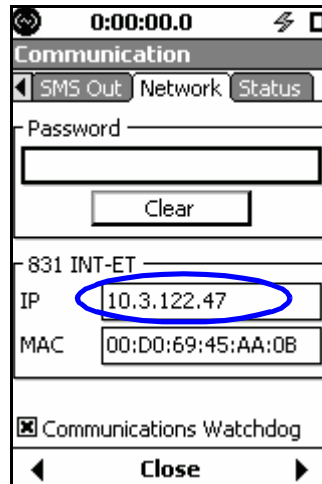 0:00:00.0
Communication
SMS Out Network Status
Password
Clear
831 INT-ET
IP 10.3.122.47
MAC 00:D0:69:45:AA:0B
Communications Watchdog
Close